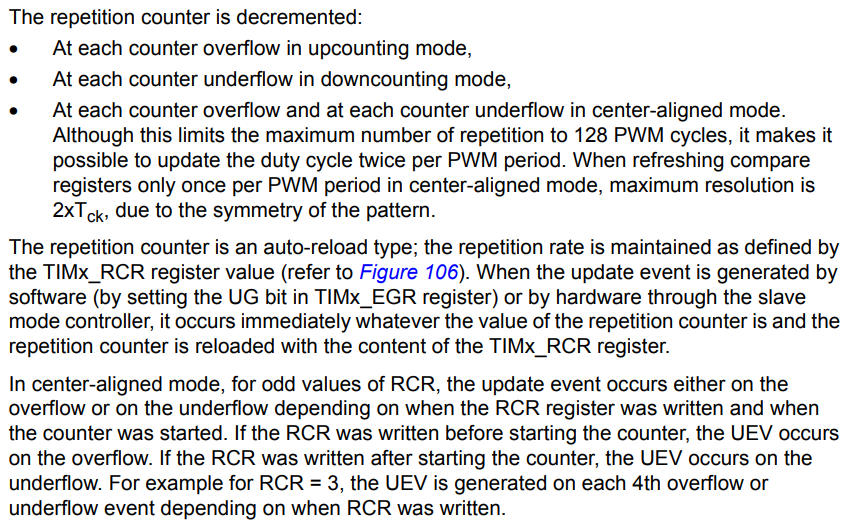 The repetition counter is decremented:
• At each counter overflow in upcounting mode,
• At each counter underflow in downcounting mode,
• At each counter overflow and at each counter underflow in center-aligned mode.
Although this limits the maximum number of repetition to 128 PWM cycles, it makes it
possible to update the duty cycle twice per PWM period. When refreshing compare
registers only once per PWM period in center-aligned mode, maximum resolution is
2xTck, due to the symmetry of the pattern.
The repetition counter is an auto-reload type; the repetition rate is maintained as defined by
the TIMx_RCR register value (refer to Figure 106). When the update event is generated by
software (by setting the UG bit in TIMx_EGR register) or by hardware through the slave
mode controller, it occurs immediately whatever the value of the repetition counter is and the
repetition counter is reloaded with the content of the TIMx_RCR register.
In center-aligned mode, for odd values of RCR, the update event occurs either on the
overflow or on the underflow depending on when the RCR register was written and when
the counter was started. If the RCR was written before starting the counter, the UEV occurs
on the overflow. If the RCR was written after starting the counter, the UEV occurs on the
underflow. For example for RCR = 3, the UEV is generated on each 4th overflow or
underflow event depending on when RCR was written.